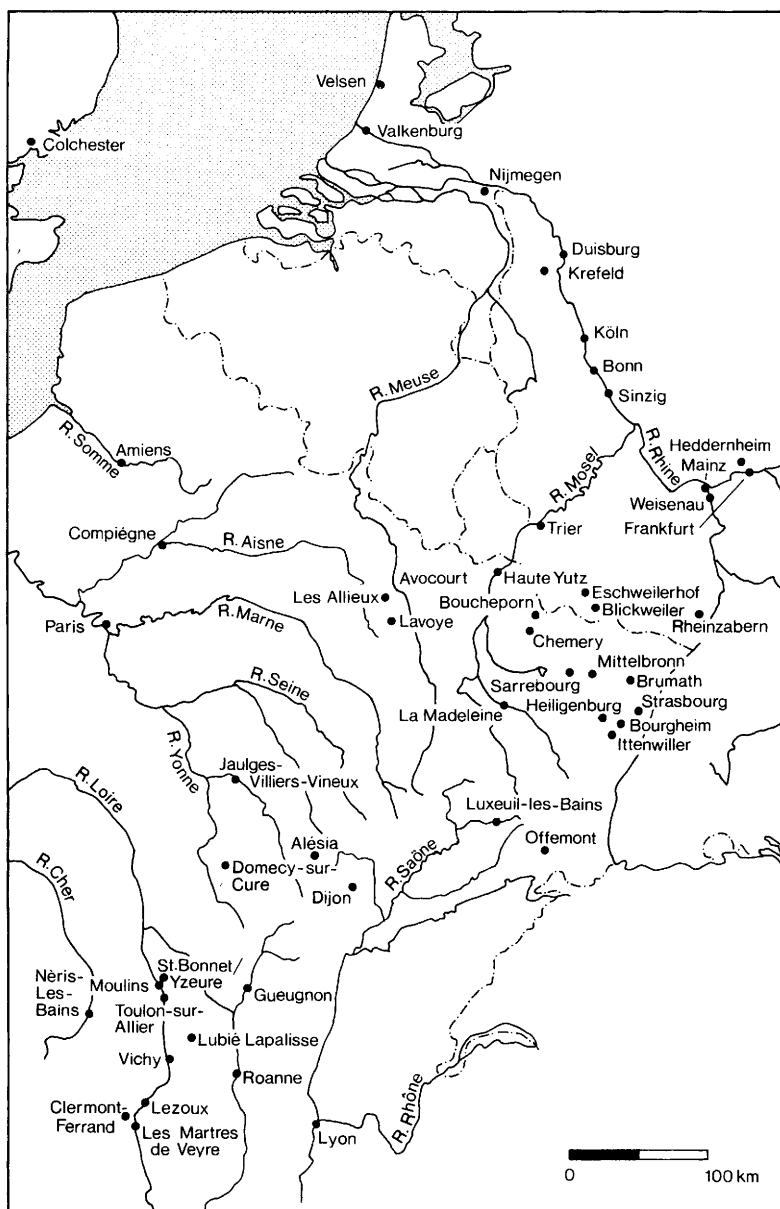 Velsen
Valkenburg
Colchester
Nijmegen
Duisburg
Krefeld
Köln
Bonn
Sinzig
R. Meuse
R. Somme
Amiens
R. Mosel
R. Rhine
Heddernheim
Mainz
Weisenau
Frankfurt
Trier
Compiégne
R. Aisne
Avocourt
Les Allieux
Lavoye
Haute Yutz
Eschweilerhof
Boucheporn
Blickweiler
Rheinzabern
Chemery
Paris
R. Marne
Mittelbronn
Sarrebourg
Brumath
Strasbourg
Heiligenburg
La Madeleine
Bourgheim
Ittenwiller
R. Seine
R. Yonne
Jaulges-
Villiers-Vineux
R. Loire
Luxeuil-les-Bains
Offemont
Alésia
R. Saône
R. Cher
Domecy-sur-
Cure
Dijon
St. Bonnet/
Yzeure
Nèris-
Les-
Bains
Moulins
Gueugnon
Toulon-sur-
Allier
Lubié Lapalisse
Vichy
Roanne
Lezoux
Clermont-
Ferrand
Les Martres
de Veyre
Lyon
R. Rhône
0 100 km